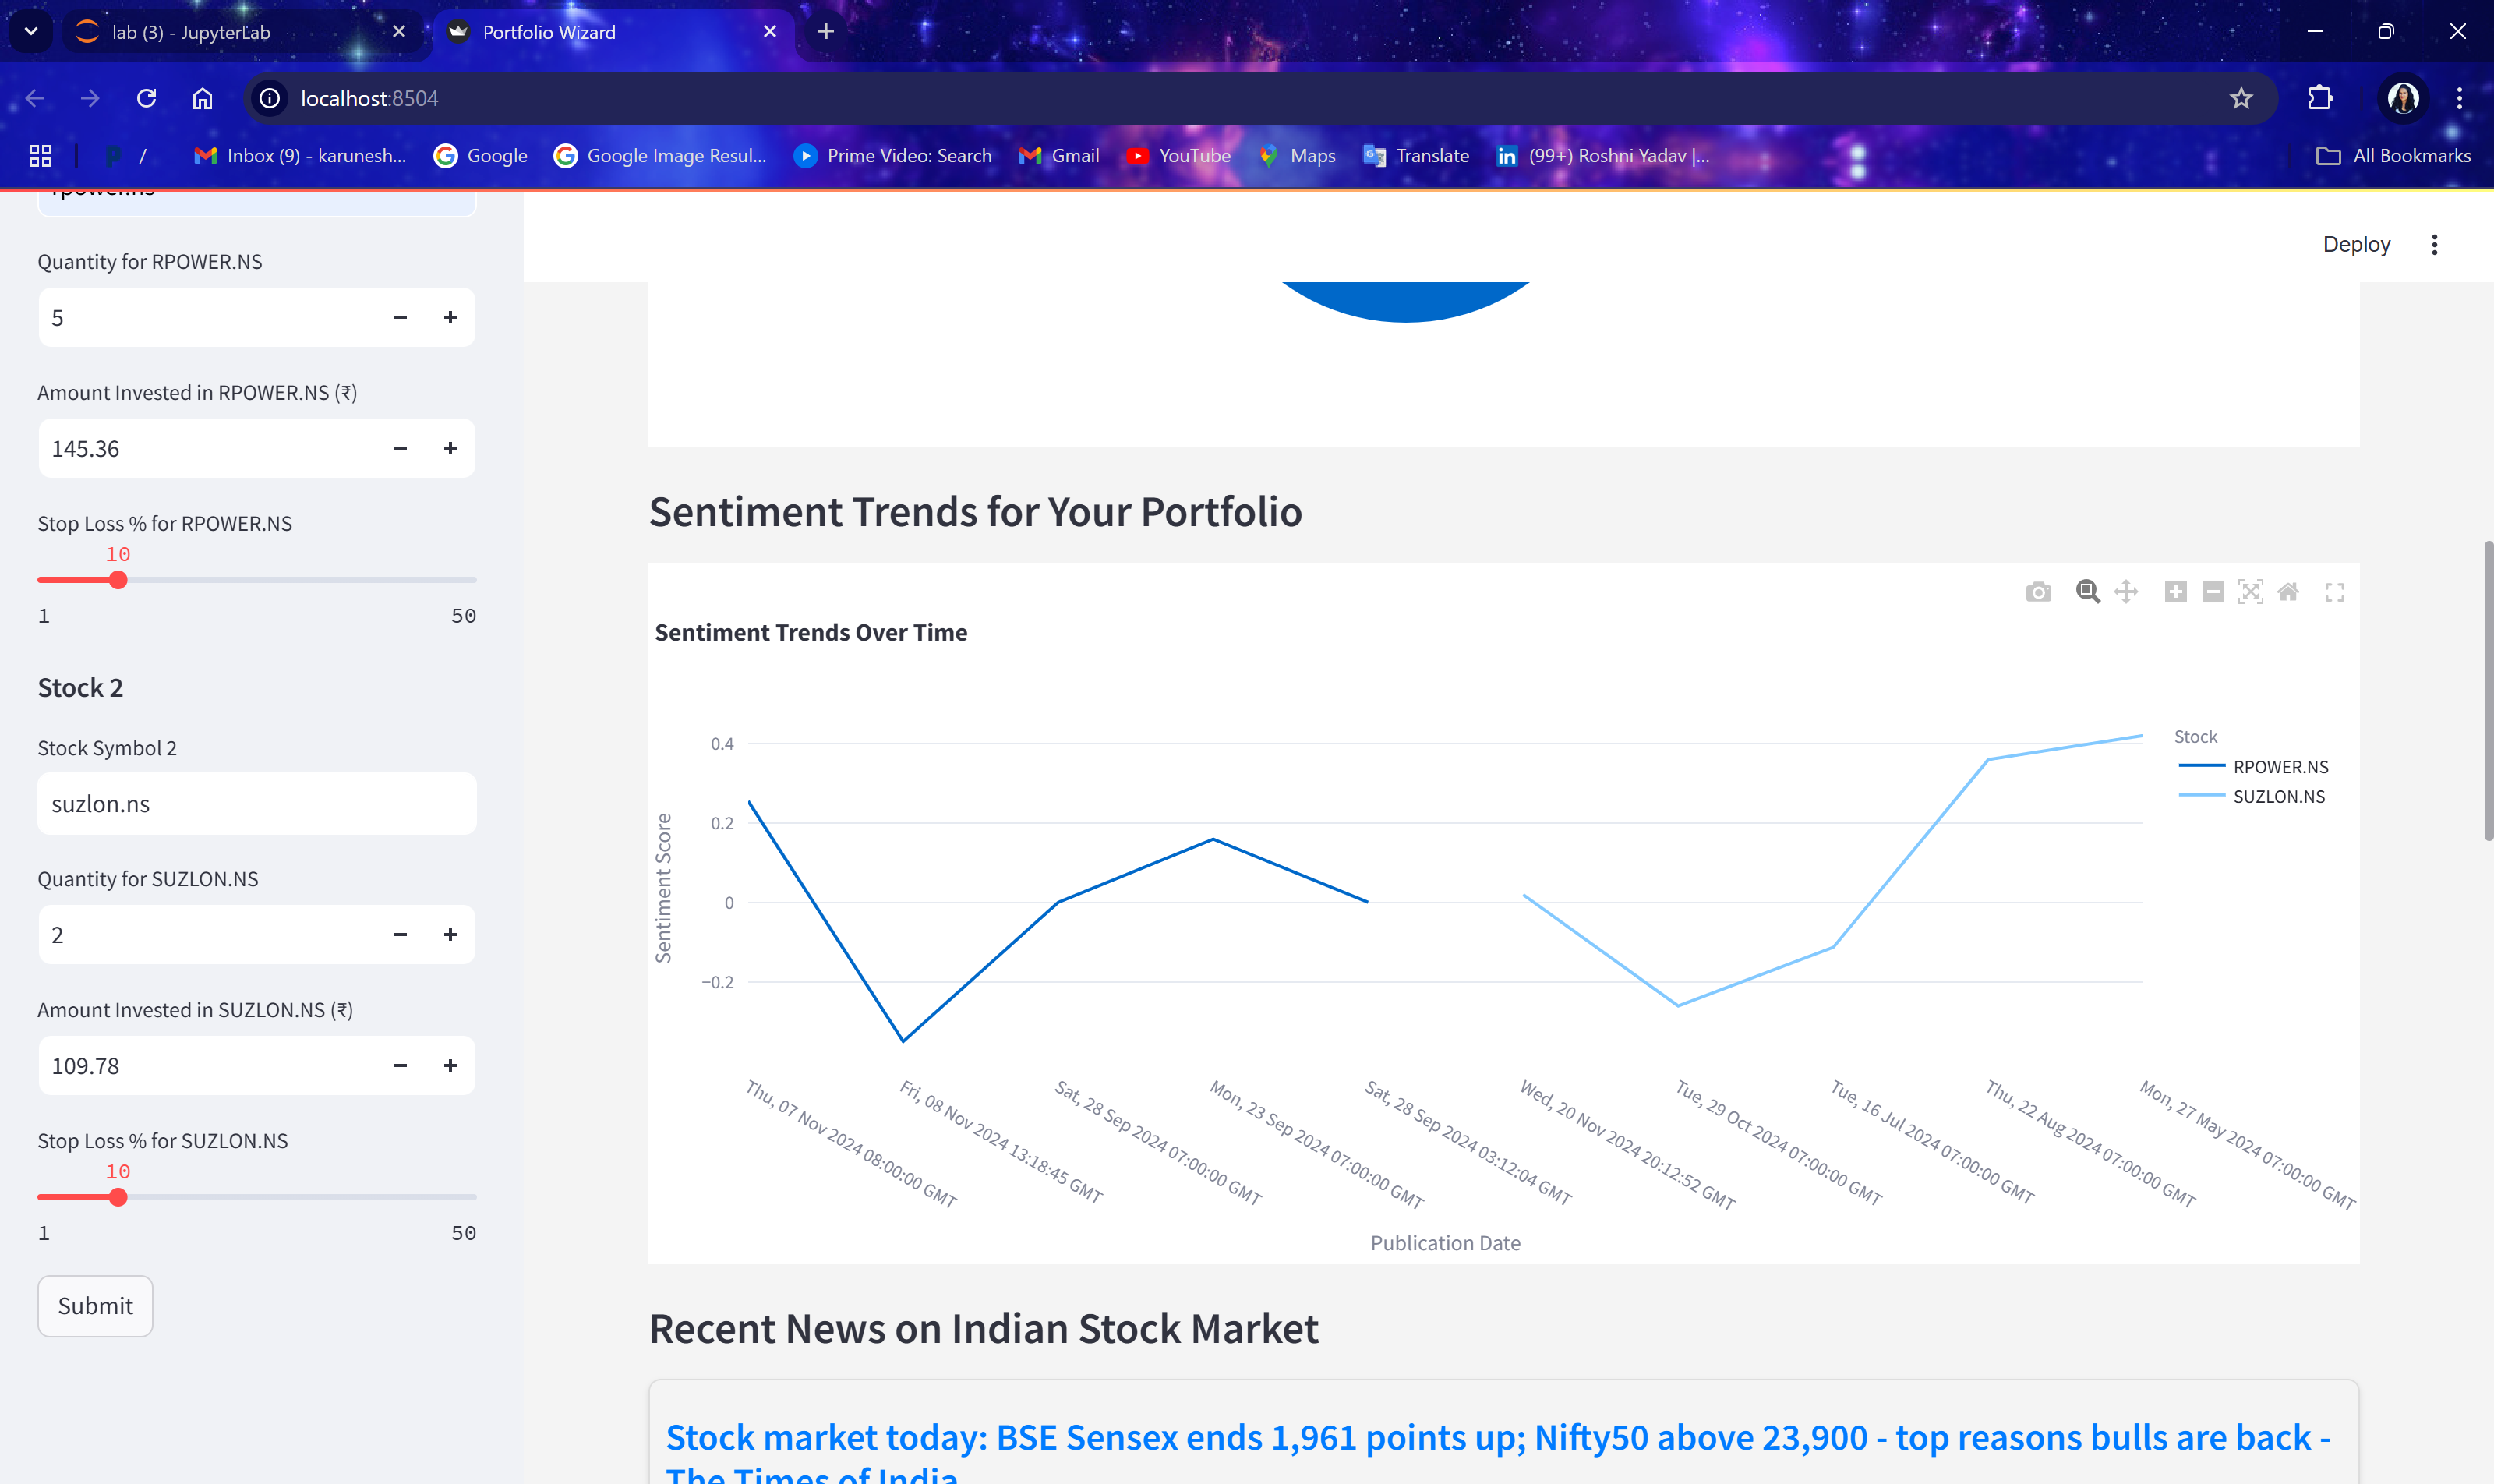 lab (3) - JupyterLab
Portfolio Wizard
localhost:8504
/
Inbox (9) - karunesh...
Google
Google Image Resul...
Prime Video: Search
Gmail
YouTube
Maps
Translate
(99+) Roshni Yadav |...
All Bookmarks
rpower.ns
Quantity for RPOWER.NS
5
Amount Invested in RPOWER.NS (₹)
145.36
Stop Loss % for RPOWER.NS
10
1
50
Stock 2
Stock Symbol 2
suzlon.ns
Quantity for SUZLON.NS
2
Amount Invested in SUZLON.NS (₹)
109.78
Stop Loss % for SUZLON.NS
10
1
50
Submit
Deploy
Sentiment Trends for Your Portfolio
Sentiment Trends Over Time
0.4
0.2
0
−0.2
Sentiment Score
Stock
RPOWER.NS
SUZLON.NS
Thu, 07 Nov 2024 08:00:00 GMT
Fri, 08 Nov 2024 13:18:45 GMT
Sat, 28 Sep 2024 07:00:00 GMT
Mon, 23 Sep 2024 07:00:00 GMT
Sat, 28 Sep 2024 03:12:04 GMT
Wed, 20 Nov 2024 20:12:52 GMT
Tue, 29 Oct 2024 07:00:00 GMT
Tue, 16 Jul 2024 07:00:00 GMT
Thu, 22 Aug 2024 07:00:00 GMT
Mon, 27 May 2024 07:00:00 GMT
Publication Date
Recent News on Indian Stock Market
Stock market today: BSE Sensex ends 1,961 points up; Nifty50 above 23,900 - top reasons bulls are back -
The Times of India